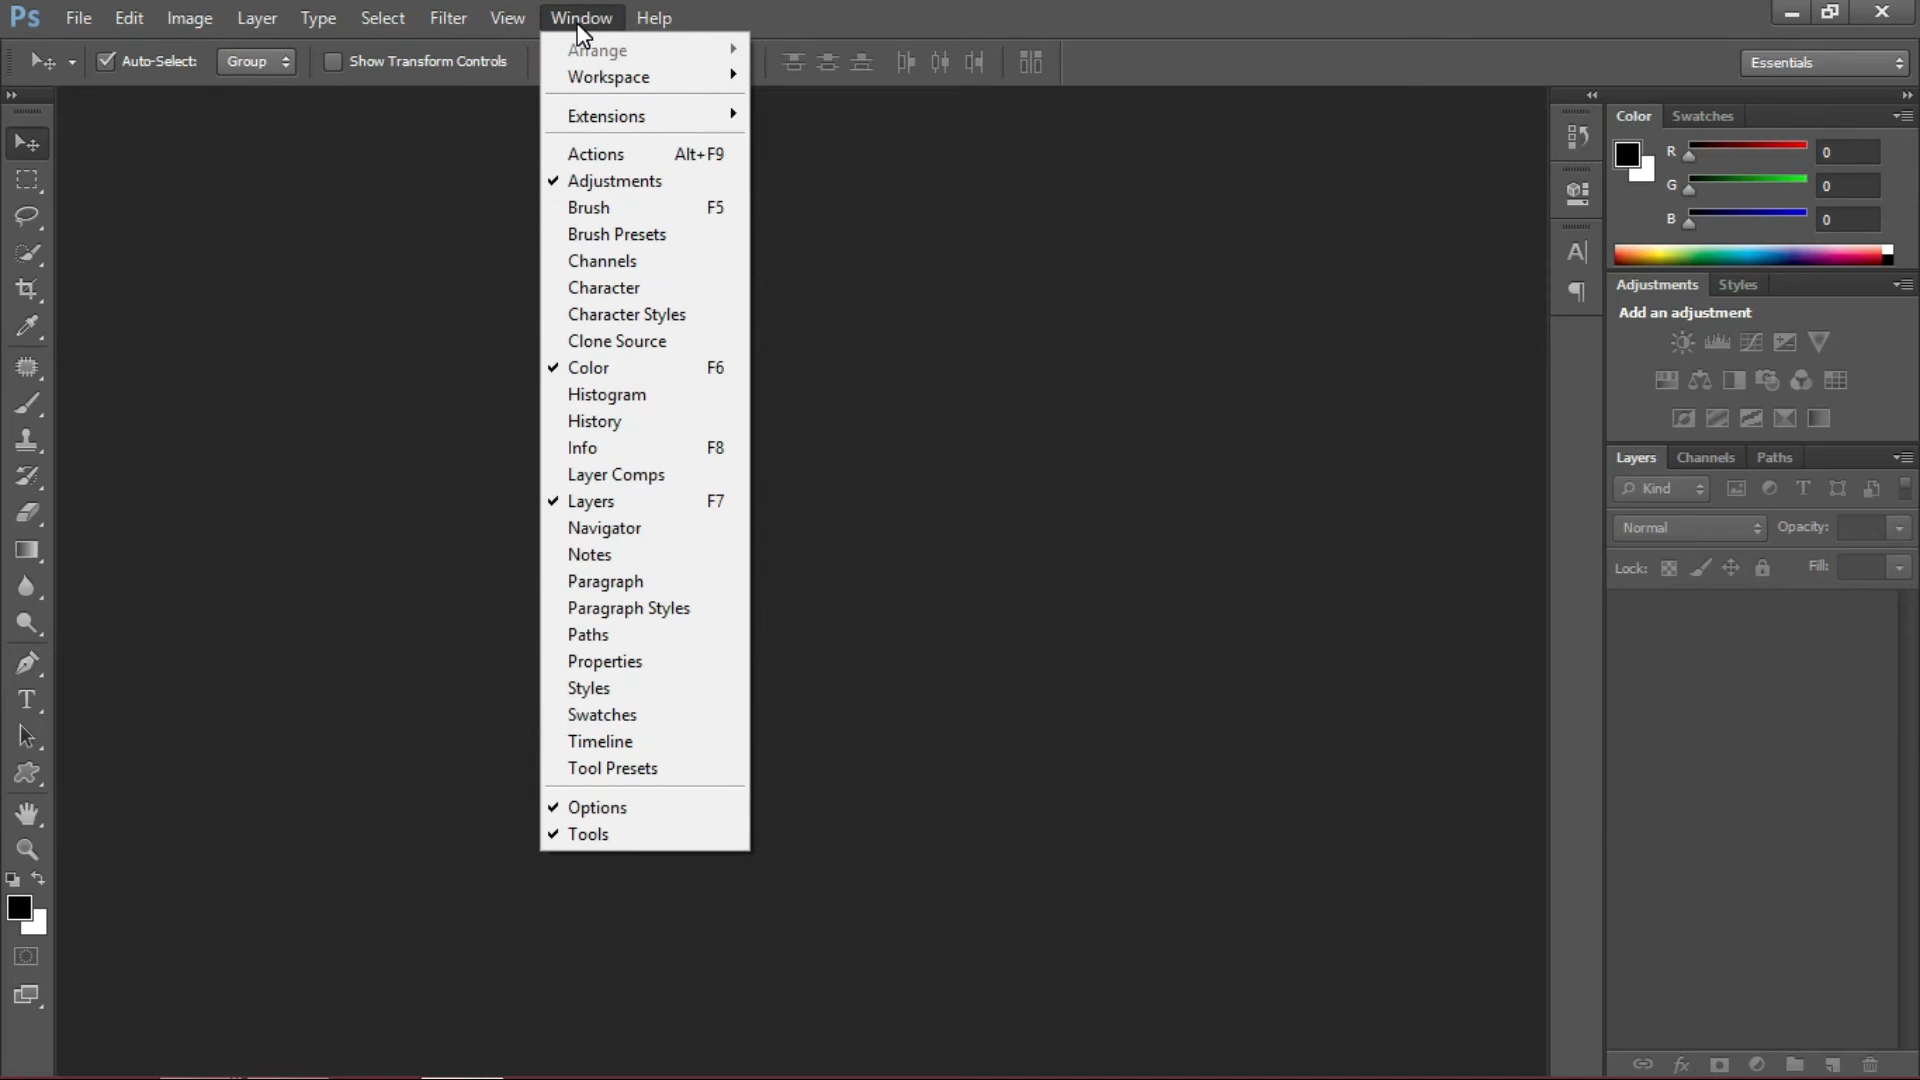 Ps File Edit Image Layer Type Select Filter View Window Help
Auto-Select: Group Show Transform Controls Essentials
Arrange
Workspace
Extensions
Actions Alt+F9
Adjustments
Brush F5
Brush Presets
Channels
Character
Character Styles
Clone Source
Color F6
Histogram
History
Info F8
Layer Comps
Layers F7
Navigator
Notes
Paragraph
Paragraph Styles
Paths
Properties
Styles
Swatches
Timeline
Tool Presets
Options
Tools
Color Swatches
R 0
G 0
B 0
Adjustments Styles
Add an adjustment
Layers Channels Paths
Kind
Normal Opacity:
Lock: Fill: